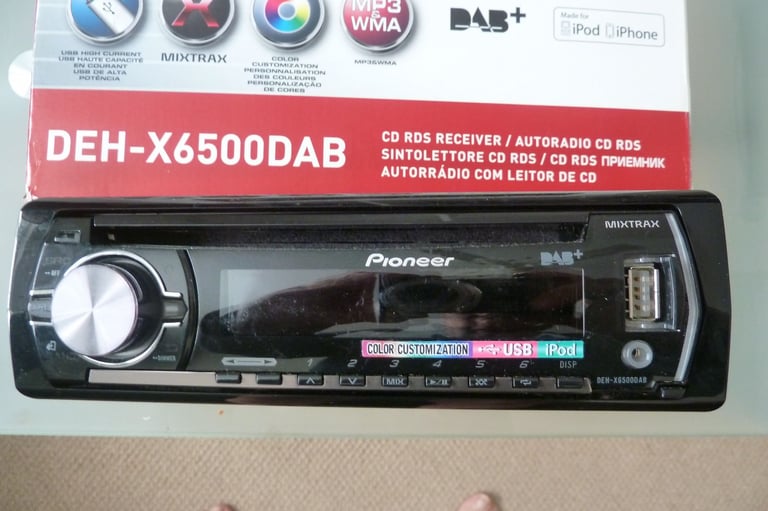 USB HIGH CURRENT
USB HAUTE CAPACITÉ
EN COURANT
USB DE ALTA
POTÊNCIA
MIXTRAX
COLOR
CUSTOMIZATION
PERSONNALISATION
DES COULEURS
PERSONALIZAÇÃO
DE CORES
MP3
& WMA
MP3&WMA
DAB+
Made for
iPod iPhone
DEH-X6500DAB
CD RDS RECEIVER / AUTORADIO CD RDS
SINTOLETTORE CD RDS / CD RDS ПРИЕМНИК
AUTORRÁDIO COM LEITOR DE CD
MIXTRAX
Pioneer
DAB+
SRC
OFF
COLOR CUSTOMIZATION USB iPod
DIMMER
1 2 3 4 5 6 DISP
MIX
DEH-X6500DAB